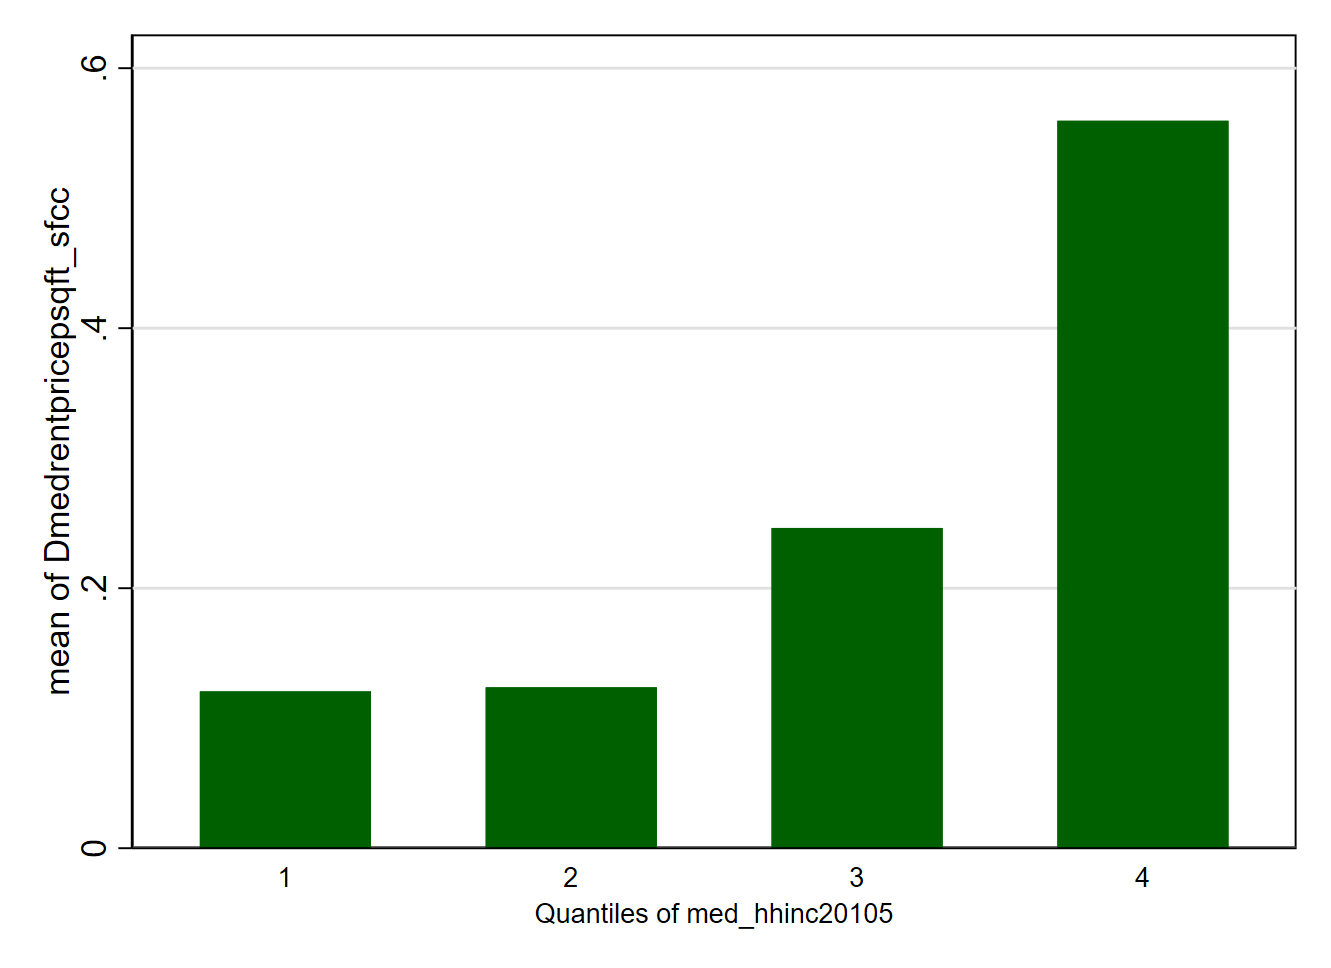 mean of Dmedrentpricepsqft_sfcc
.6
.4
.2
0
1 2 3 4
Quantiles of med_hhinc20105